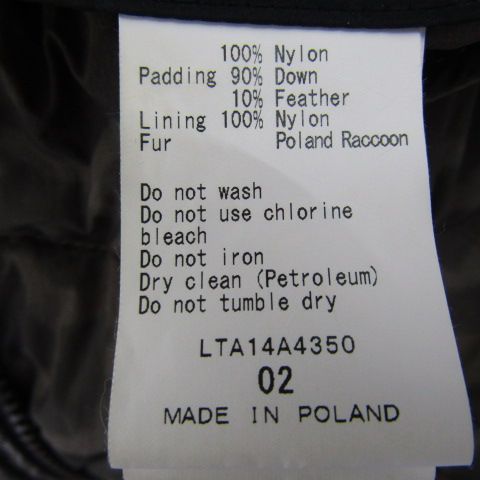 100% Nylon
Padding 90% Down
10% Feather
Lining 100% Nylon
Fur Poland Raccoon
Do not wash
Do not use chlorine
bleach
Do not iron
Dry clean (Petroleum)
Do not tumble dry
LTA14A4350
02
MADE IN POLAND